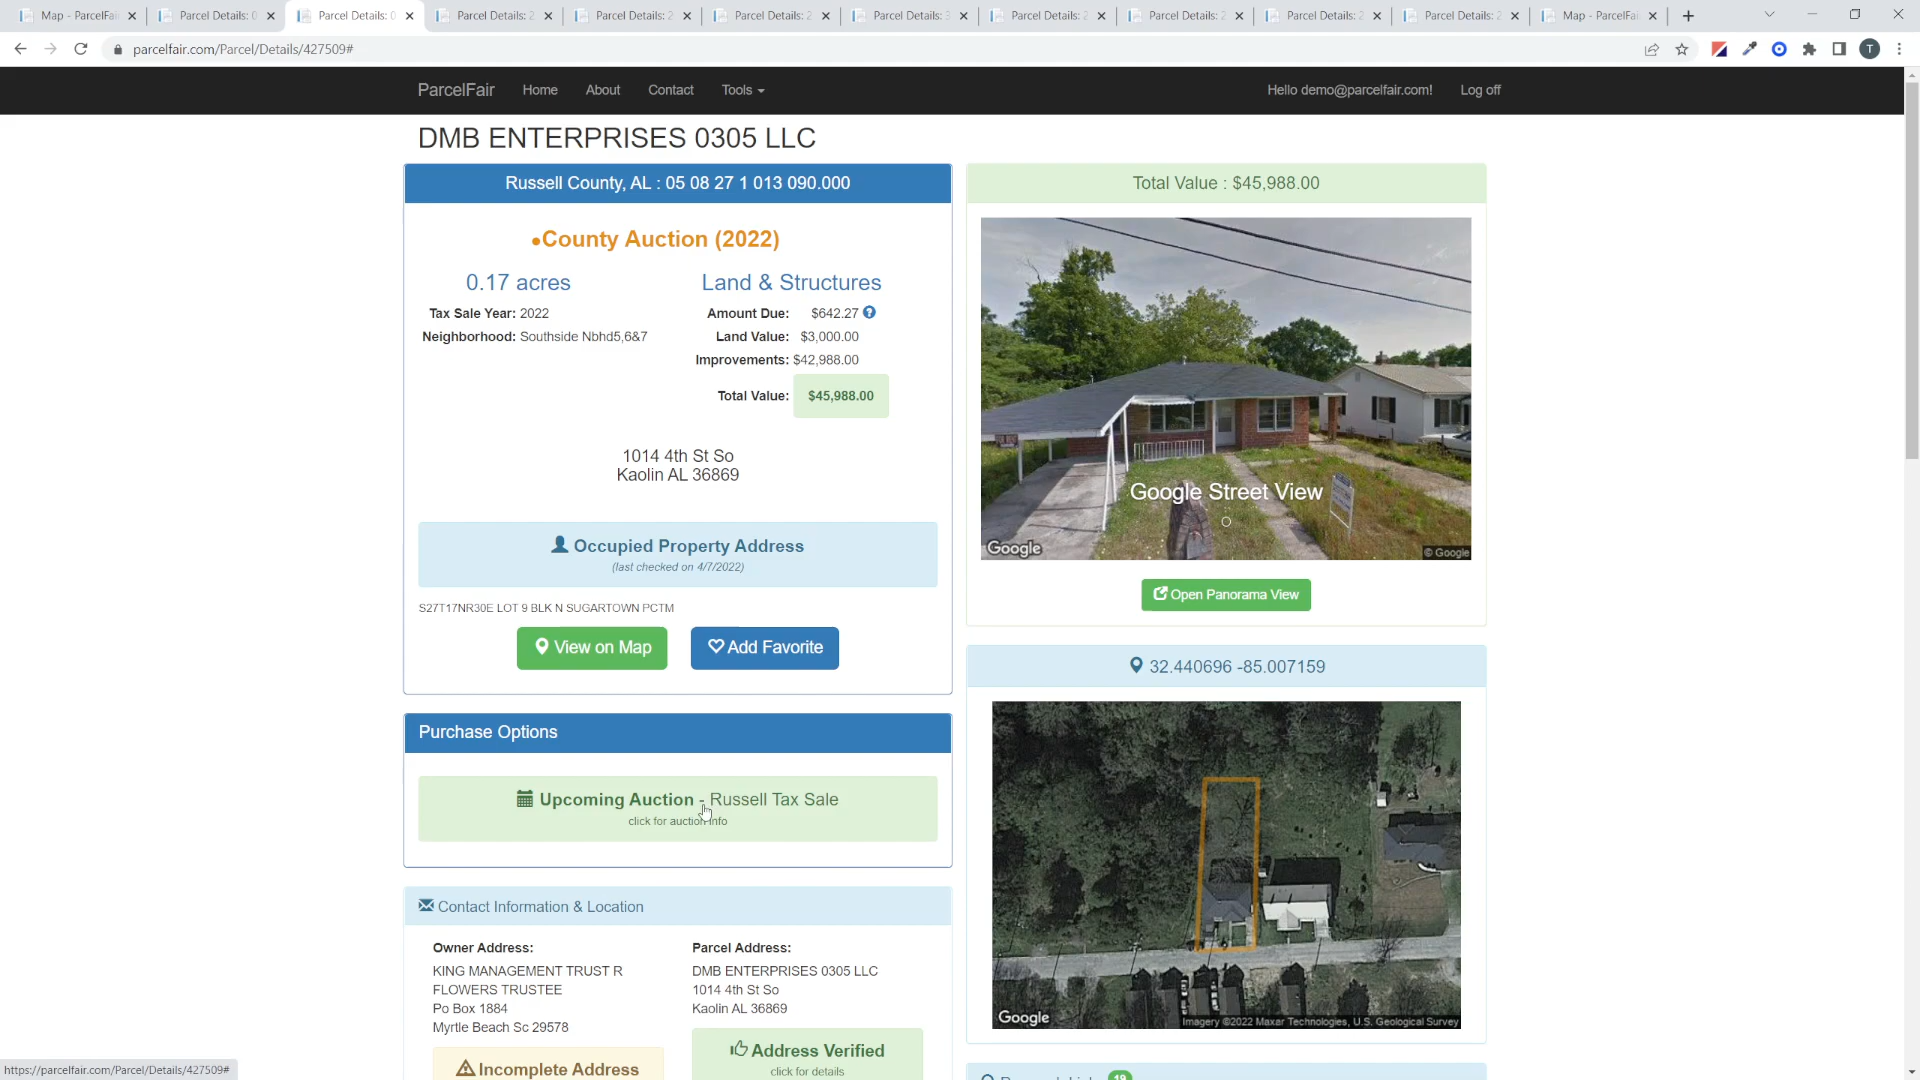 Map - ParcelFai
Parcel Details: 0
Parcel Details: 0
Parcel Details: 2
Parcel Details: 2
Parcel Details: 2
Parcel Details: 3
Parcel Details: 2
Parcel Details: 2
Parcel Details: 2
Parcel Details: 2
Map - ParcelFai
parcelfair.com/Parcel/Details/427509#
T
ParcelFair Home About Contact Tools
Hello demo@parcelfair.com! Log off
DMB ENTERPRISES 0305 LLC
Russell County, AL : 05 08 27 1 013 090.000
•County Auction (2022)
0.17 acres
Tax Sale Year: 2022
Neighborhood: Southside Nbhd5,6&7
Land & Structures
Amount Due: $642.27
Land Value: $3,000.00
Improvements: $42,988.00
Total Value: $45,988.00
1014 4th St So
Kaolin AL 36869
Occupied Property Address
(last checked on 4/7/2022)
S27T17NR30E LOT 9 BLK N SUGARTOWN PCTM
View on Map
Add Favorite
Purchase Options
Upcoming Auction - Russell Tax Sale
click for auction info
Contact Information & Location
Owner Address:
KING MANAGEMENT TRUST R
FLOWERS TRUSTEE
Po Box 1884
Myrtle Beach Sc 29578
Incomplete Address
Parcel Address:
DMB ENTERPRISES 0305 LLC
1014 4th St So
Kaolin AL 36869
Address Verified
click for details
Total Value : $45,988.00
Google Street View
Google
© Google
Open Panorama View
32.440696 -85.007159
Google
Imagery ©2022 Maxar Technologies, U.S. Geological Survey
19
https://parcelfair.com/Parcel/Details/427509#